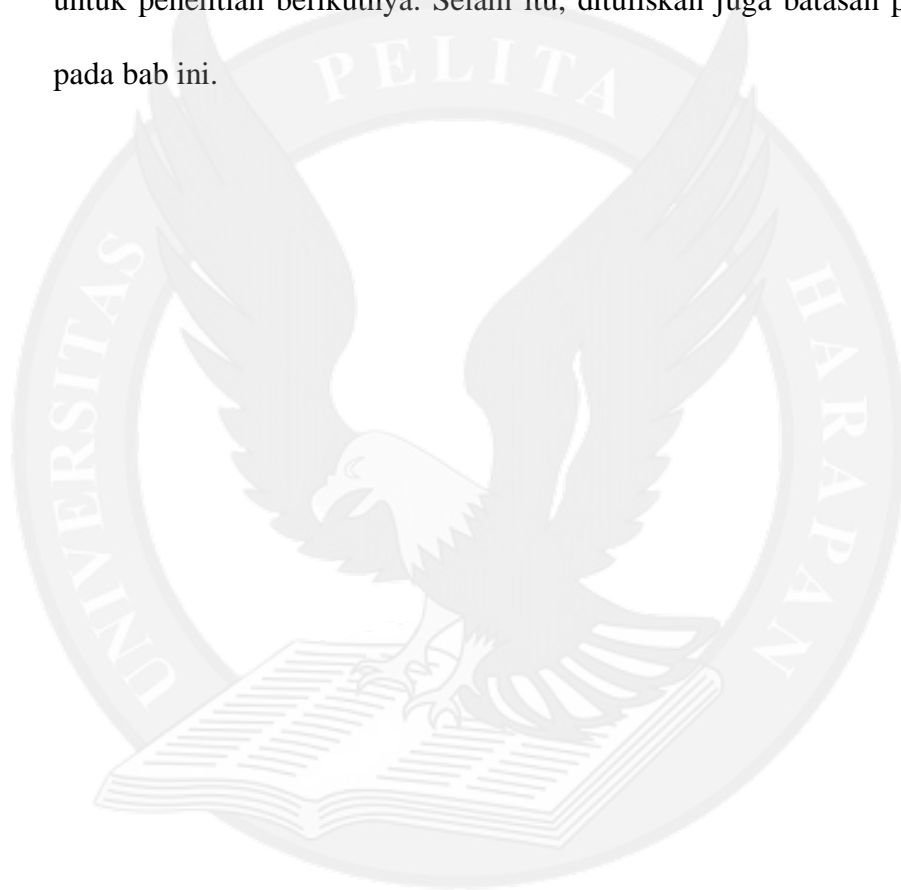 untuk penelitian berikutnya. Selain itu, dituliskan juga batasan
pada bab ini.
UNIVERSITAS PELITA HARAPAN